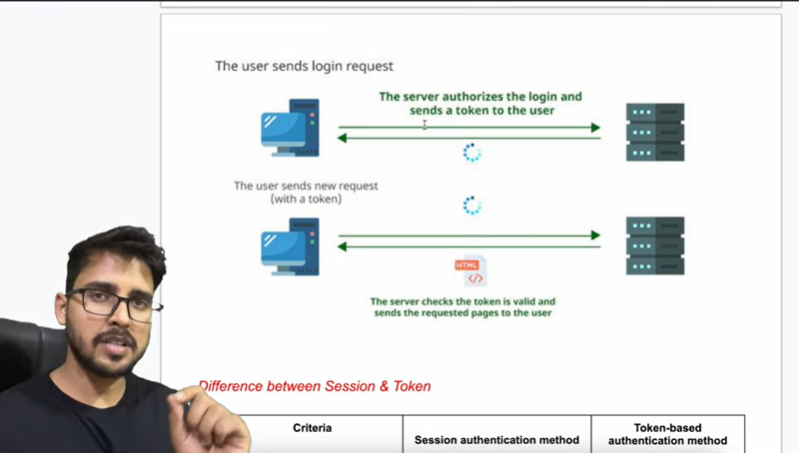 The user sends login request
The server authorizes the login and
sends a token to the user
The user sends new request
(with a token)
HTML
</>
The server checks the token is valid and
sends the requested pages to the user
Difference between Session & Token
Criteria
Session authentication method
Token-based
authentication method